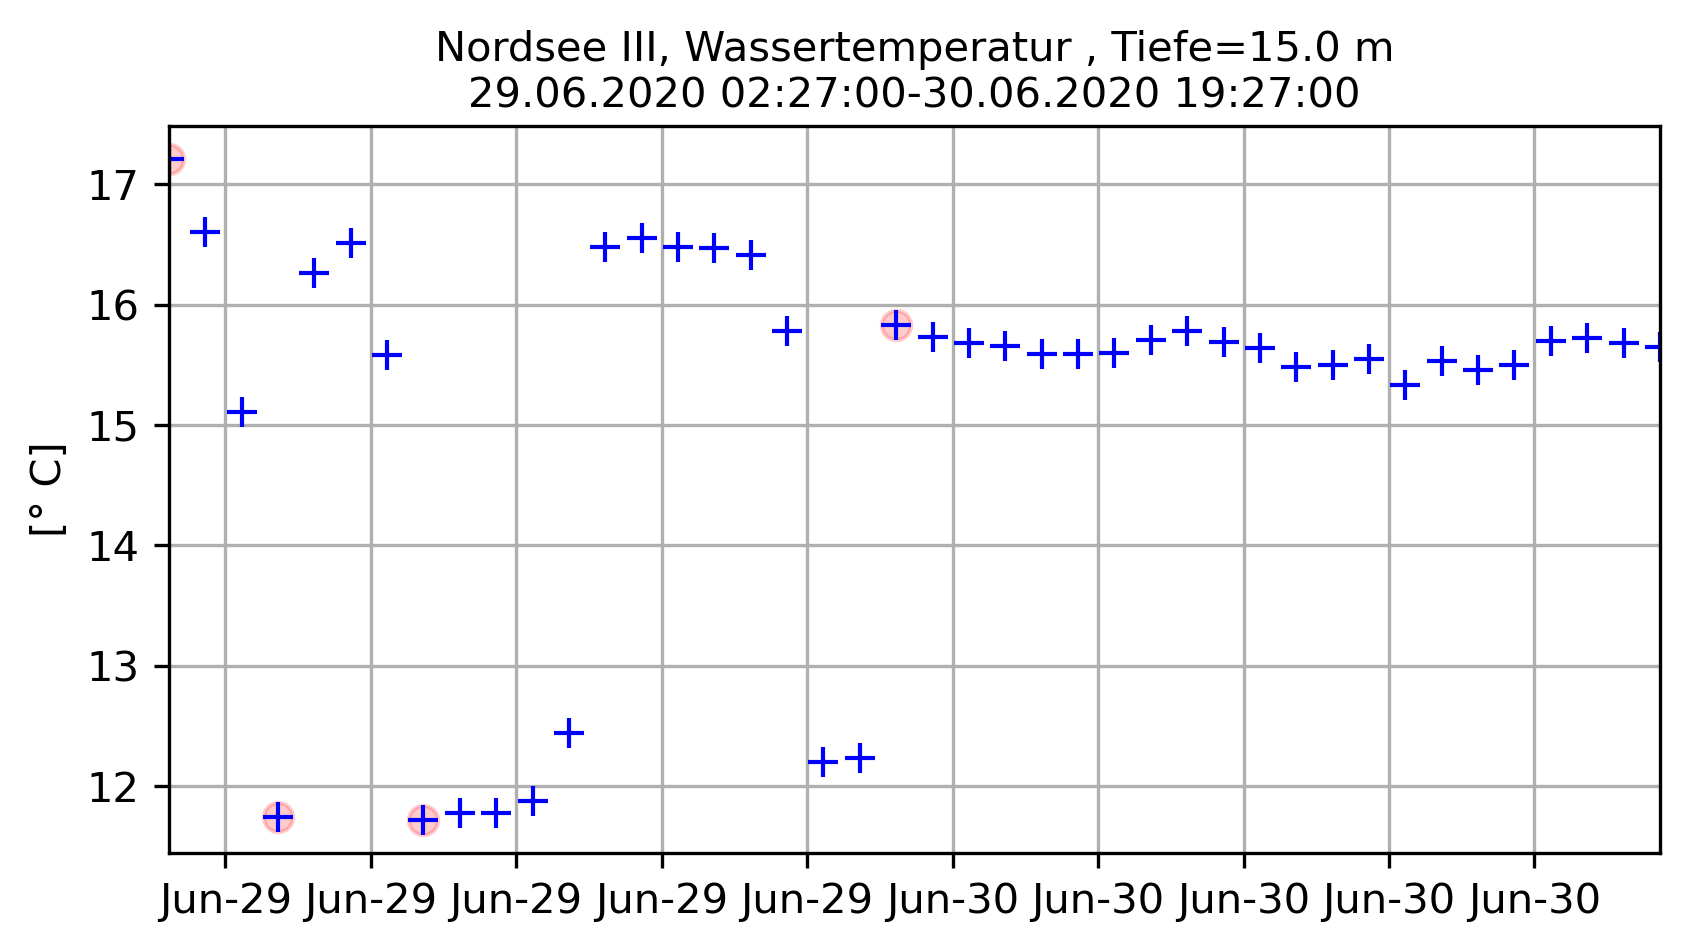 Nordsee III, Wassertemperatur , Tiefe=15.0 m
29.06.2020 02:27:00-30.06.2020 19:27:00
17
16
15
14
13
12
[° C]
Jun-29 Jun-29 Jun-29 Jun-29 Jun-29 Jun-30 Jun-30 Jun-30 Jun-30 Jun-30